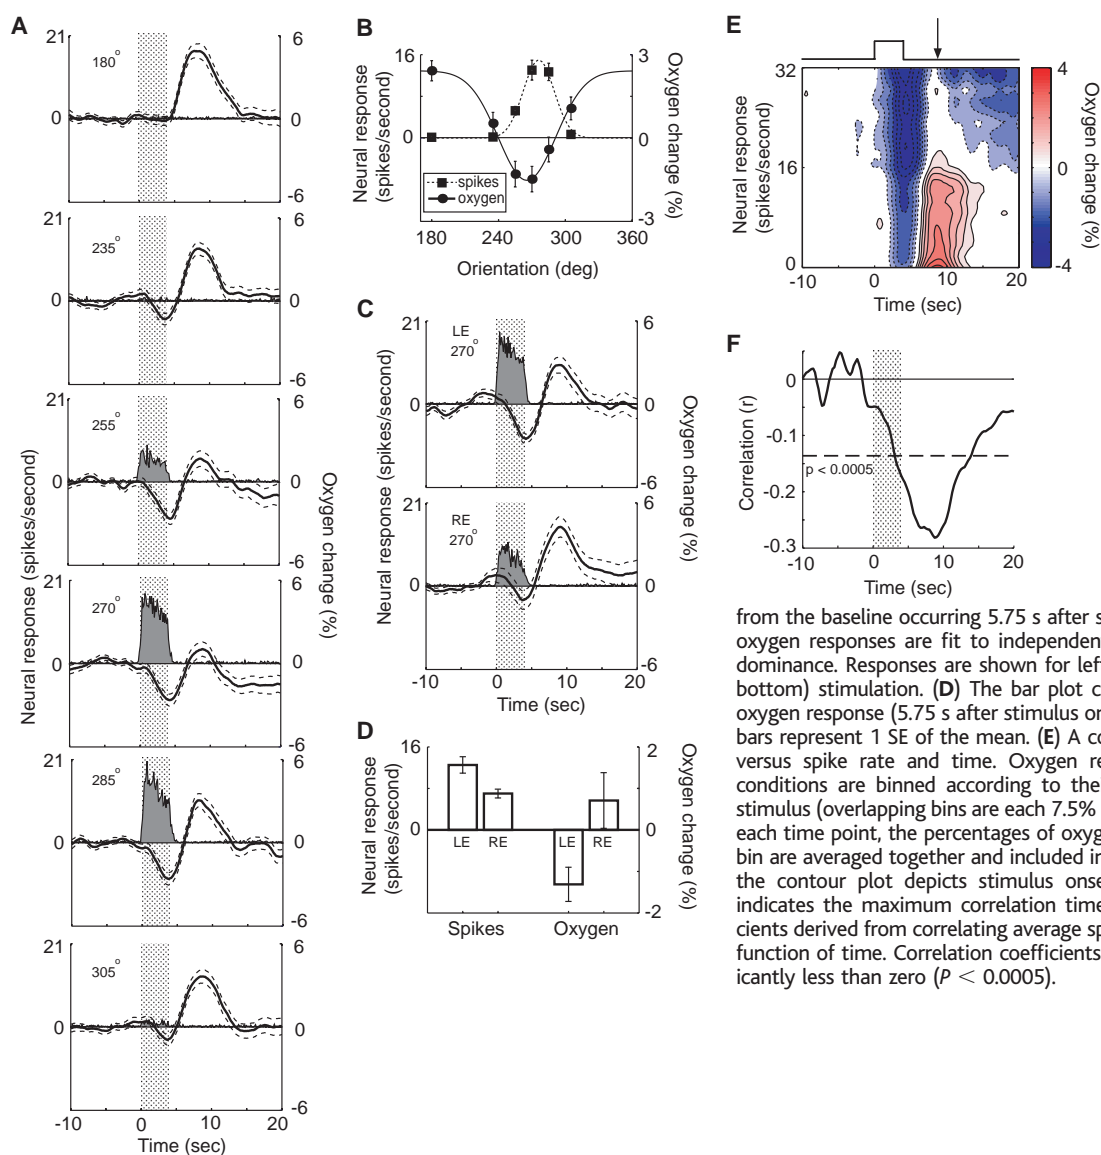 A
21
6
180°
0
0
-6
21
6
235°
0
0
-6
21
6
255°
0
0
-6
21
6
270°
0
0
-6
21
6
285°
0
0
-6
21
6
305°
0
0
-6
-10 0 10 20
Time (sec)
Neural response (spikes/second)
Oxygen change (%)
B
16
3
0
0
-3
spikes
oxygen
180 240 300 360
Orientation (deg)
Neural response
(spikes/second)
Oxygen change (%)
C
21
6
LE
270°
0
0
-6
21
6
RE
270°
0
0
-6
-10 0 10 20
Time (sec)
Neural response (spikes/second)
Oxygen change (%)
D
16
2
0
0
-2
LE RE LE RE
Spikes Oxygen
Neural response
(spikes/second)
Oxygen change (%)
E
32
16
0
-10 0 10 20
Time (sec)
Neural response
(spikes/second)
4
0
-4
Oxygen change (%)
F
0
-0.1
-0.2
-0.3
p < 0.0005
-10 0 10 20
Time (sec)
Correlation (r)
from the baseline occurring 5.75 s after s
oxygen responses are fit to independen
dominance. Responses are shown for left
bottom) stimulation. (D) The bar plot c
oxygen response (5.75 s after stimulus or
bars represent 1 SE of the mean. (E) A co
versus spike rate and time. Oxygen re
conditions are binned according to the
stimulus (overlapping bins are each 7.5%
each time point, the percentages of oxyg
bin are averaged together and included in
the contour plot depicts stimulus onse
indicates the maximum correlation time
cients derived from correlating average sp
function of time. Correlation coefficients
icantly less than zero (P < 0.0005).